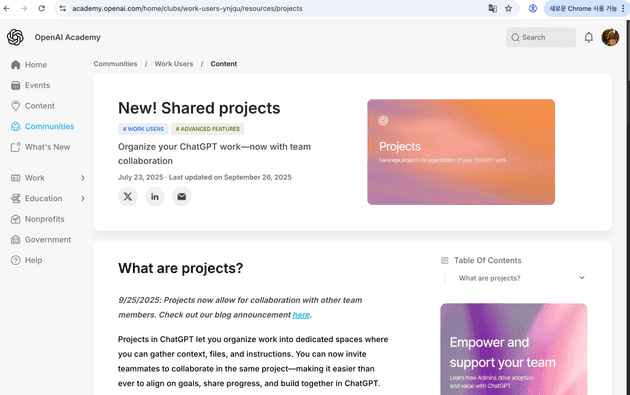 academy.openai.com/home/clubs/work-users-ynjqu/resources/projects
새로운 Chrome 사용 가능
OpenAI Academy
Search
Home
Events
Content
Communities
What's New
Work
Education
Nonprofits
Government
Help
Communities / Work Users / Content
New! Shared projects
# WORK USERS # ADVANCED FEATURES
Organize your ChatGPT work—now with team
collaboration
July 23, 2025 · Last updated on September 26, 2025
Projects
Leverage projects for organization of your ChatGPT work
What are projects?
9/25/2025: Projects now allow for collaboration with other team
members. Check out our blog announcement here.
Projects in ChatGPT let you organize work into dedicated spaces where
you can gather context, files, and instructions. You can now invite
teammates to collaborate in the same project—making it easier than
ever to align on goals, share progress, and build together in ChatGPT.
Table Of Contents
What are projects?
Empower and
support your team
Learn how Admins drive adoption
and value with ChatGPT